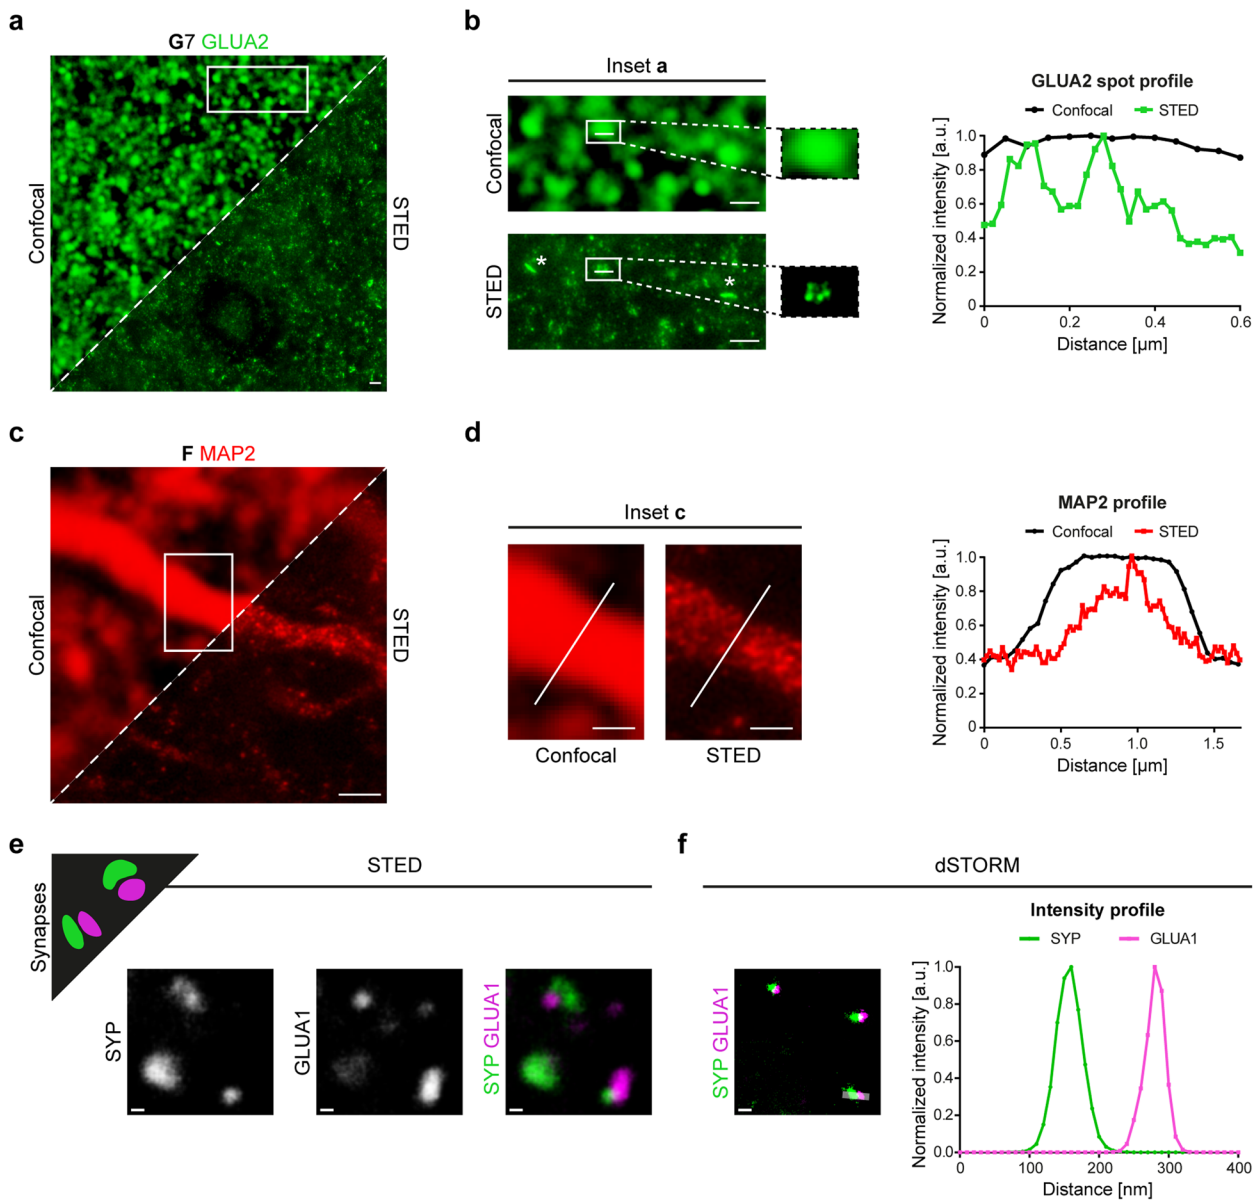 a
G7 GLUA2
Confocal
STED
b
Inset a
Confocal
STED
*
*
GLUA2 spot profile
Confocal STED
Normalized intensity [a.u.]
1.0
0.8
0.6
0.4
0.2
0
0 0.2 0.4 0.6
Distance [µm]
c
F MAP2
Confocal
STED
d
Inset c
Confocal STED
MAP2 profile
Confocal STED
Normalized intensity [a.u.]
1.0
0.8
0.6
0.4
0.2
0
0 0.5 1.0 1.5
Distance [µm]
e
Synapses
STED
SYP
GLUA1
SYP GLUA1
f
dSTORM
SYP GLUA1
Intensity profile
SYP GLUA1
Normalized intensity [a.u.]
1.0
0.8
0.6
0.4
0.2
0.0
0 100 200 300 400
Distance [nm]